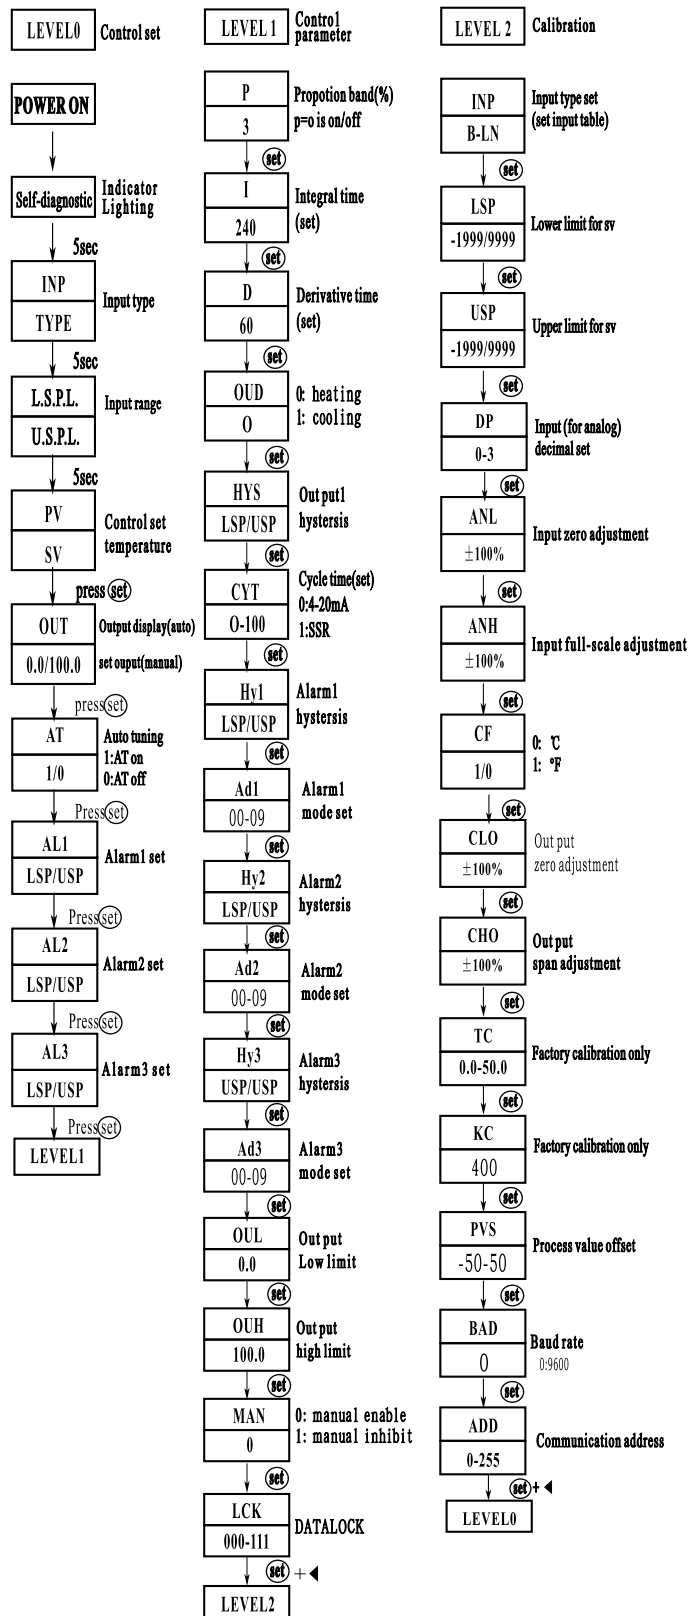 LEVEL0 Control set
POWER ON
Self-diagnostic Indicator
Lighting
5sec
INP
TYPE
Input type
5sec
L.S.P.L.
U.S.P.L.
Input range
5sec
PV
SV
Control set
temperature
press set
OUT
0.0/100.0
Output display(auto)
set ouput(manual)
press set
AT
1/0
Auto tuning
1:AT on
0:AT off
Press set
AL1
LSP/USP
Alarm1 set
Press set
AL2
LSP/USP
Alarm2 set
Press set
AL3
LSP/USP
Alarm3 set
Press set
LEVEL1
LEVEL 1 Control
parameter
P
3
Propotion band(%)
p=o is on/off
set
I
240
Integral time
(set)
set
D
60
Derivative time
(set)
set
OUD
O
0: heating
1: cooling
set
HYS
LSP/USP
Out put1
hystersis
set
CYT
O-100
Cycle time(set)
0:4-20mA
1:SSR
set
Hy1
LSP/USP
Alarm1
hystersis
set
Ad1
00-09
Alarm1
mode set
set
Hy2
LSP/USP
Alarm2
hystersis
set
Ad2
00-09
Alarm2
mode set
set
Hy3
USP/USP
Alarm3
hystersis
set
Ad3
00-09
Alarm3
mode set
set
OUL
0.0
Out put
Low limit
set
OUH
100.0
Out put
high limit
set
MAN
0
0: manual enable
1: manual inhibit
set
LCK
000-111
DATALOCK
set +◀
LEVEL2
LEVEL 2 Calibration
INP
B-LN
Input type set
(set input table)
set
LSP
-1999/9999
Lower limit for sv
set
USP
-1999/9999
Upper limit for sv
set
DP
0-3
Input (for analog)
decimal set
set
ANL
±100%
Input zero adjustment
set
ANH
±100%
Input full-scale adjustment
set
CF
1/0
0: ℃
1: °F
set
CLO
±100%
Out put
zero adjustment
set
CHO
±100%
Out put
span adjustment
set
TC
0.0-50.0
Factory calibration only
set
KC
400
Factory calibration only
set
PVS
-50-50
Process value offset
set
BAD
0
Baud rate
0:9600
set
ADD
0-255
Communication address
set + ◀
LEVEL0